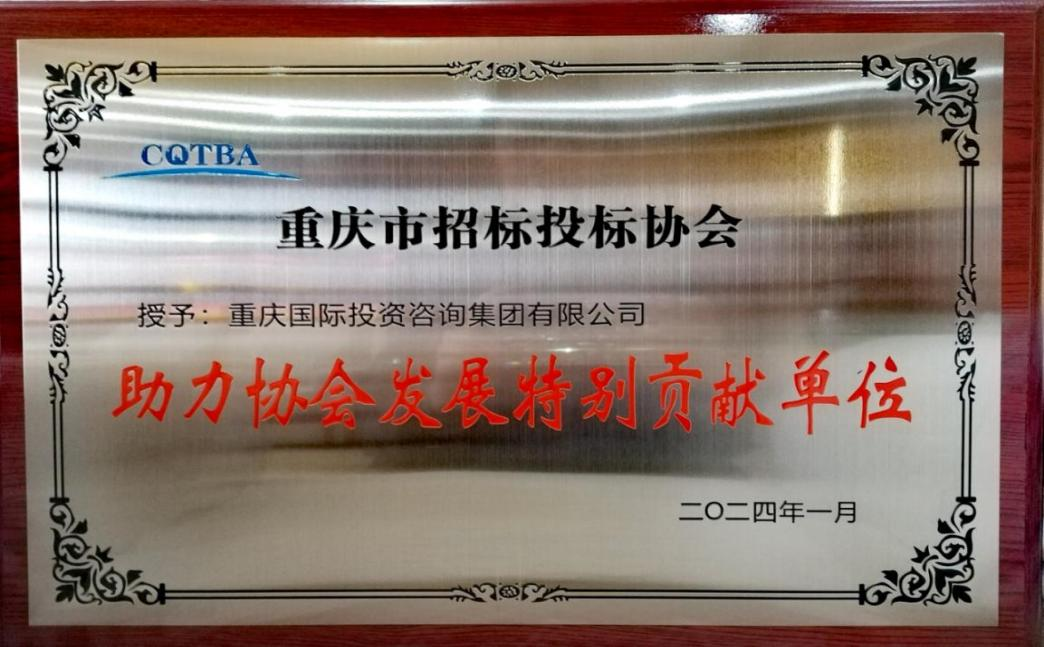 CQTBA
重庆市招标投标协会
授予：重庆国际投资咨询集团有限公司
助力协会发展特别贡献单位
二〇二四年一月